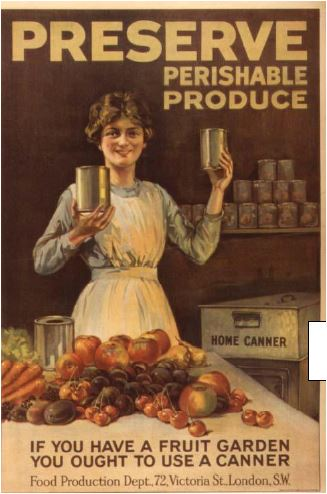 PRESERVE
PERISHABLE
PRODUCE
HOME CANNER
IF YOU HAVE A FRUIT GARDEN
YOU OUGHT TO USE A CANNER
Food Production Dept., 72, Victoria St., London, S.W.